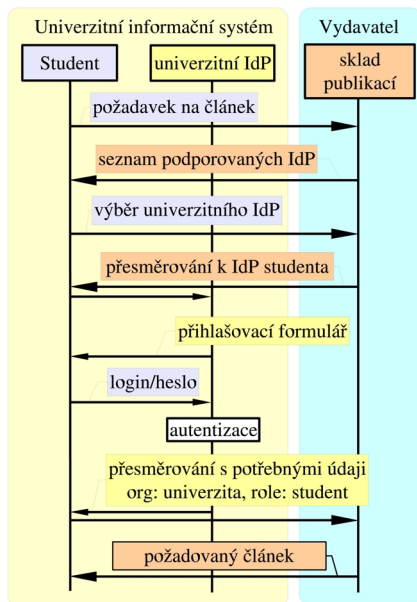 Univerzitní informační systém
Vydavatel
Student
univerzitní IdP
sklad
publikací
požadavek na článek
seznam podporovaných IdP
výběr univerzitního IdP
přesměrování k IdP studenta
přihlašovací formulář
login/heslo
autentizace
přesměrování s potřebnými údaji
org: univerzita, role: student
požadovaný článek